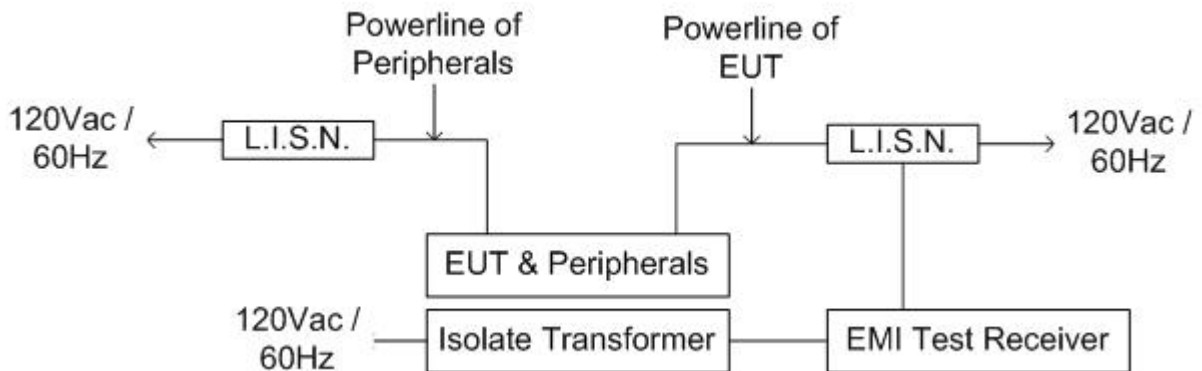 Powerline of
Peripherals
Powerline of
EUT
120Vac /
60Hz
L.I.S.N.
L.I.S.N.
120Vac /
60Hz
EUT & Peripherals
120Vac /
60Hz
Isolate Transformer
EMI Test Receiver